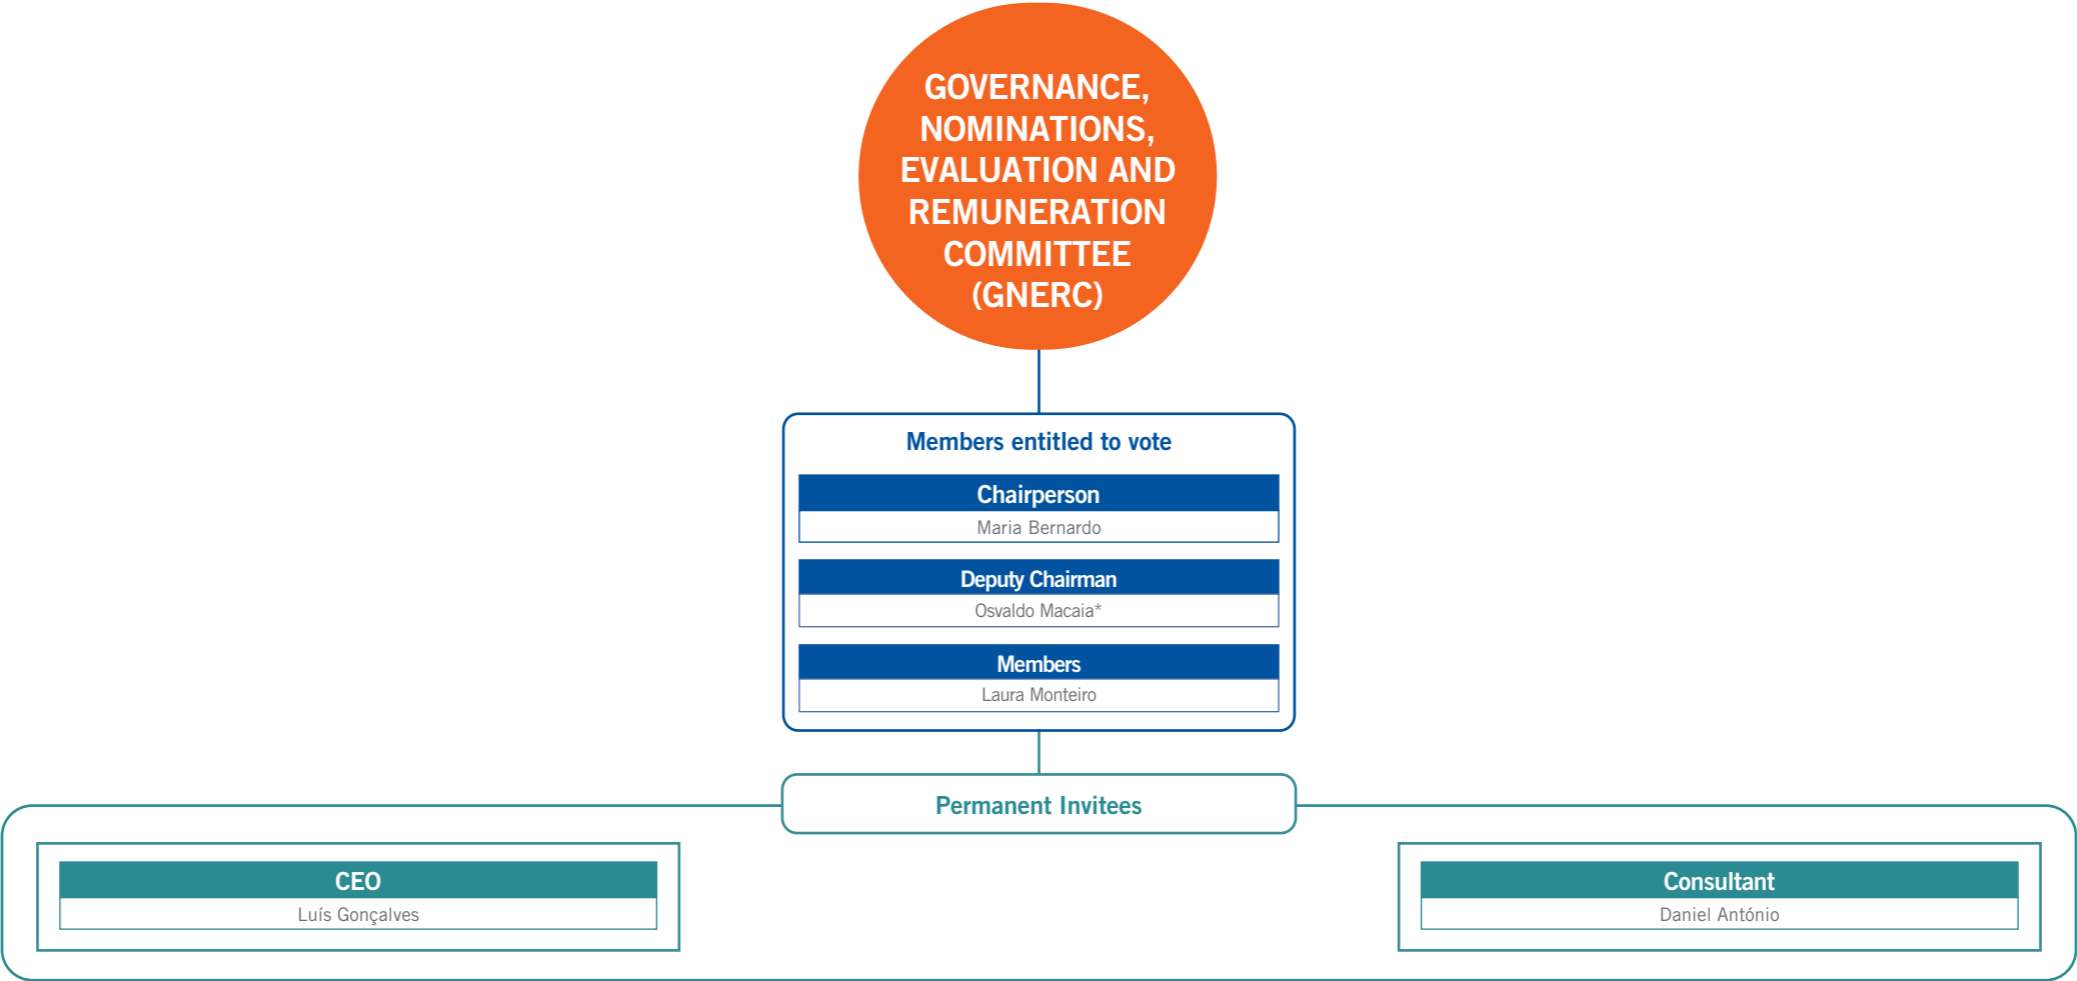 GOVERNANCE,
NOMINATIONS,
EVALUATION AND
REMUNERATION
COMMITTEE
(GNERC)
Members entitled to vote
Chairperson
Maria Bernardo
Deputy Chairman
Osvaldo Macaia*
Members
Laura Monteiro
Permanent Invitees
CEO
Luís Gonçalves
Consultant
Daniel António